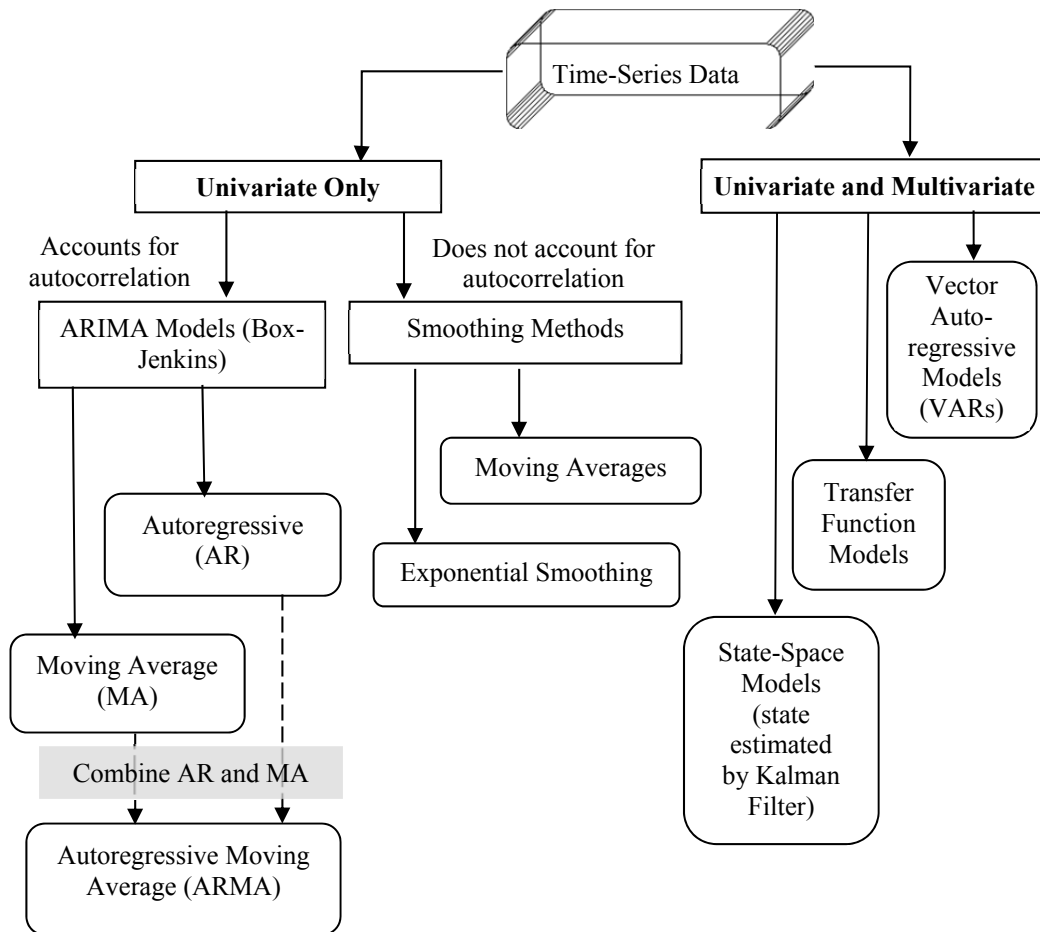 Time-Series Data
Univariate Only
Univariate and Multivariate
Accounts for
autocorrelation
Does not account for
autocorrelation
ARIMA Models (Box-
Jenkins)
Smoothing Methods
Vector
Auto-
regressive
Models
(VARs)
Moving Averages
Transfer
Function
Models
Autoregressive
(AR)
Exponential Smoothing
Moving Average
(MA)
State-Space
Models
(state
estimated
by Kalman
Filter)
Combine AR and MA
Autoregressive Moving
Average (ARMA)